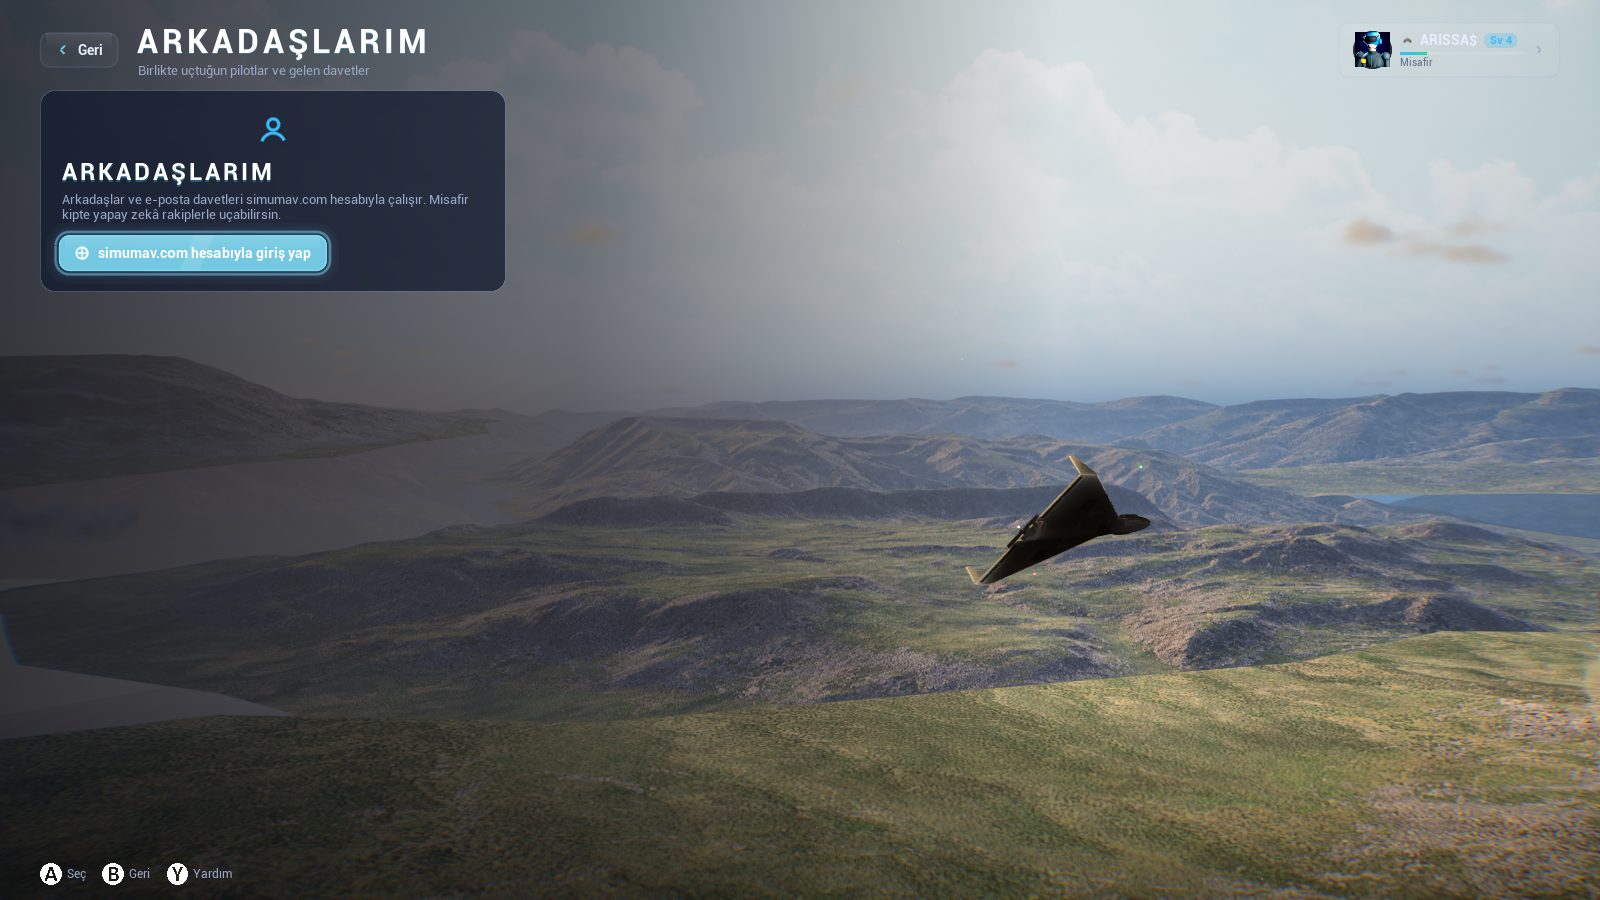 Geri
ARKADAŞLARIM
Birlikte uçtuğun pilotlar ve gelen davetler
ARISSA$ Sv 4
Misafir
ARKADAŞLARIM
Arkadaşlar ve e-posta davetleri simumav.com hesabıyla çalışır. Misafir
kipte yapay zekâ rakiplerle uçabilirsin.
simumav.com hesabıyla giriş yap
A Seç B Geri Y Yardım